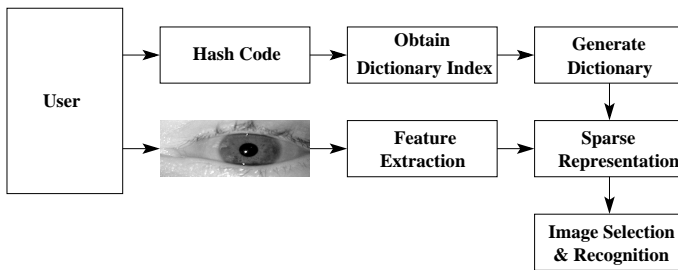 User
Hash Code
Obtain
Dictionary Index
Generate
Dictionary
Feature
Extraction
Sparse
Representation
Image Selection
& Recognition